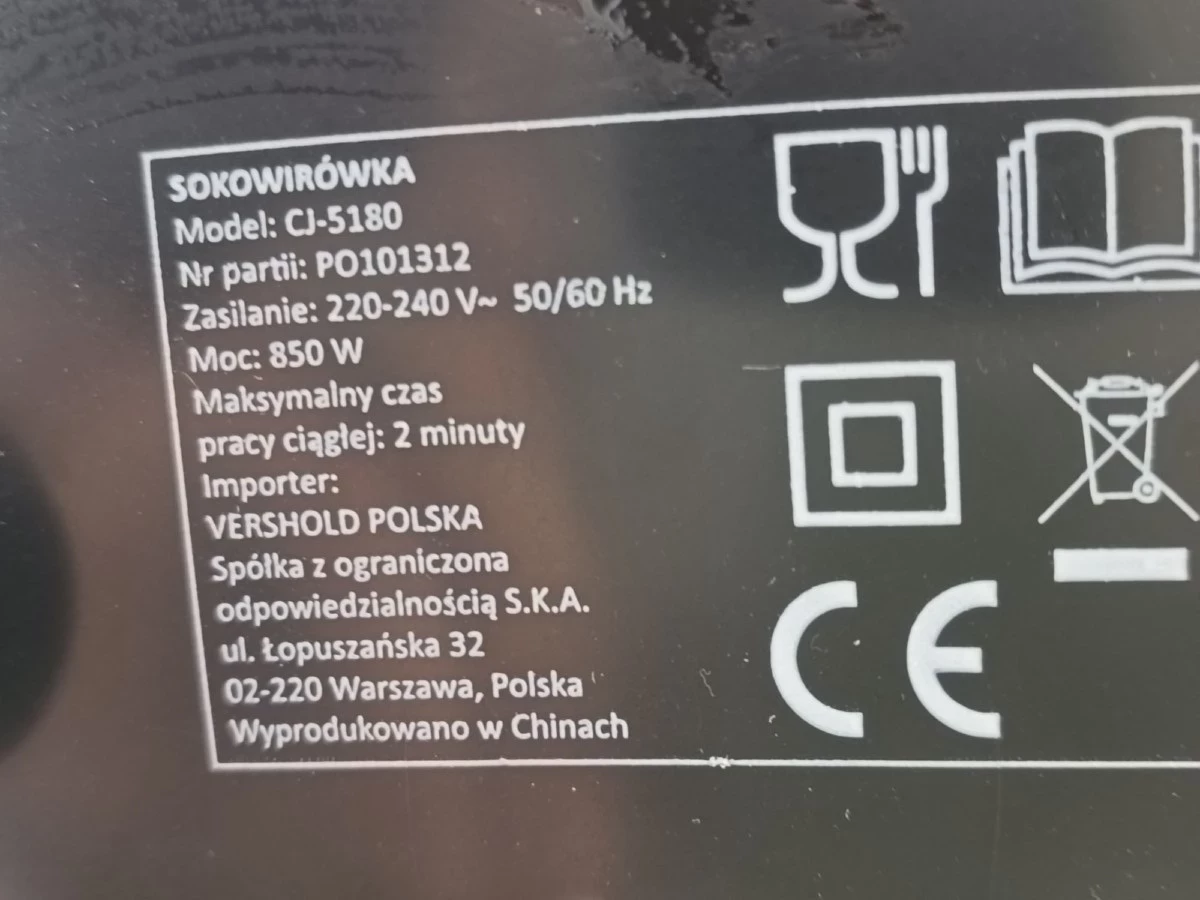 SOKOWIRÓWKA
Model: CJ-5180
Nr partii: PO101312
Zasilanie: 220-240 V~ 50/60 Hz
Moc: 850 W
Maksymalny czas
pracy ciągłej: 2 minuty
Importer:
VERSHOLD POLSKA
Spółka z ograniczona
odpowiedzialnością S.K.A.
ul. Łopuszańska 32
02-220 Warszawa, Polska
Wyprodukowano w Chinach
CE